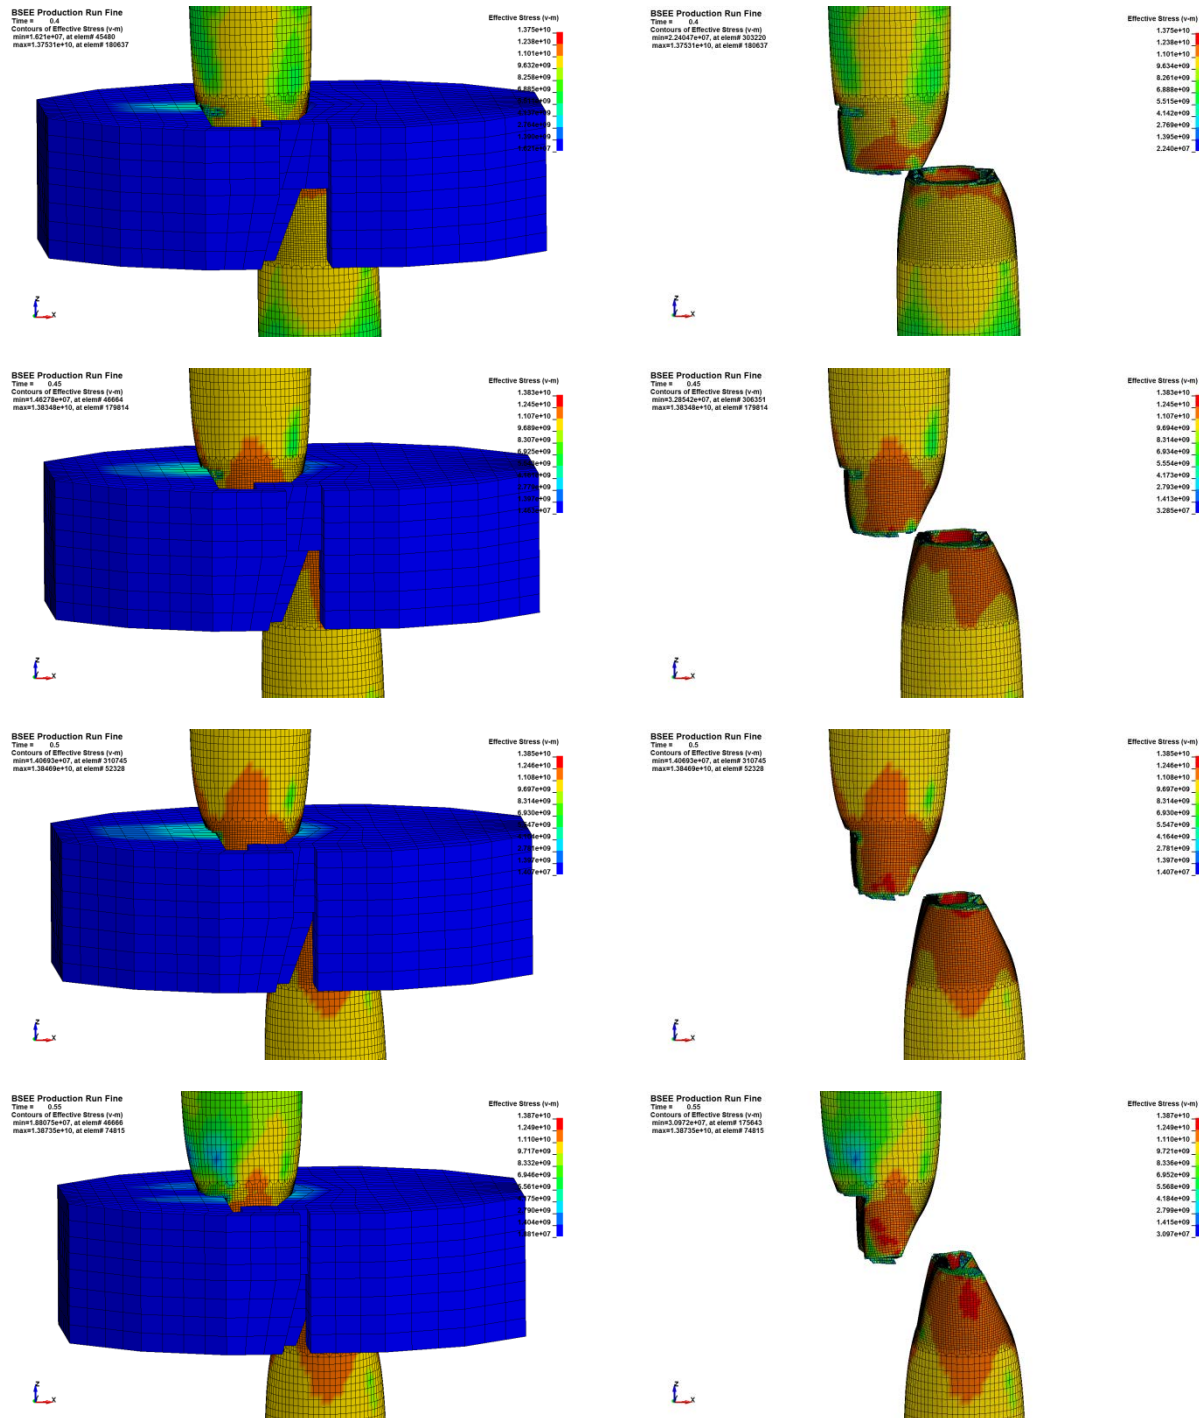 BSEE Production Run Fine
Time = 0.4
Contours of Effective Stress (v-m)
min=1.621e+07, at elem# 45480
max=1.37531e+10, at elem# 180637
Effective Stress (v-m)
1.375e+10
1.238e+10
1.101e+10
9.632e+09
8.258e+09
6.885e+09
Z
X
BSEE Production Run Fine
Time = 0.4
Contours of Effective Stress (v-m)
min=2.24047e+07, at elem# 303220
max=1.37531e+10, at elem# 180637
Effective Stress (v-m)
1.375e+10
1.238e+10
1.101e+10
9.634e+09
8.261e+09
6.888e+09
5.515e+09
4.142e+09
2.769e+09
1.395e+09
2.240e+07
Z
X
BSEE Production Run Fine
Time = 0.45
Contours of Effective Stress (v-m)
min=1.46278e+07, at elem# 46664
max=1.38348e+10, at elem# 179814
Effective Stress (v-m)
1.383e+10
1.245e+10
1.107e+10
9.689e+09
8.307e+09
6.925e+09
Z
X
BSEE Production Run Fine
Time = 0.45
Contours of Effective Stress (v-m)
min=3.28542e+07, at elem# 306351
max=1.38348e+10, at elem# 179814
Effective Stress (v-m)
1.383e+10
1.245e+10
1.107e+10
9.694e+09
8.314e+09
6.934e+09
5.554e+09
4.173e+09
2.793e+09
1.413e+09
3.285e+07
Z
X
BSEE Production Run Fine
Time = 0.5
Contours of Effective Stress (v-m)
min=1.40693e+07, at elem# 310745
max=1.38469e+10, at elem# 52328
Effective Stress (v-m)
1.385e+10
1.246e+10
1.108e+10
9.697e+09
8.314e+09
6.930e+09
Z
X
BSEE Production Run Fine
Time = 0.5
Contours of Effective Stress (v-m)
min=1.40693e+07, at elem# 310745
max=1.38469e+10, at elem# 52328
Effective Stress (v-m)
1.385e+10
1.246e+10
1.108e+10
9.697e+09
8.314e+09
6.930e+09
5.547e+09
4.164e+09
2.781e+09
1.397e+09
1.407e+07
Z
X
BSEE Production Run Fine
Time = 0.55
Contours of Effective Stress (v-m)
min=1.88075e+07, at elem# 46666
max=1.38735e+10, at elem# 74815
Effective Stress (v-m)
1.387e+10
1.249e+10
1.110e+10
9.717e+09
8.332e+09
6.946e+09
Z
X
BSEE Production Run Fine
Time = 0.55
Contours of Effective Stress (v-m)
min=3.0972e+07, at elem# 175643
max=1.38735e+10, at elem# 74815
Effective Stress (v-m)
1.387e+10
1.249e+10
1.110e+10
9.721e+09
8.336e+09
6.952e+09
5.568e+09
4.184e+09
2.799e+09
1.415e+09
3.097e+07
Z
X